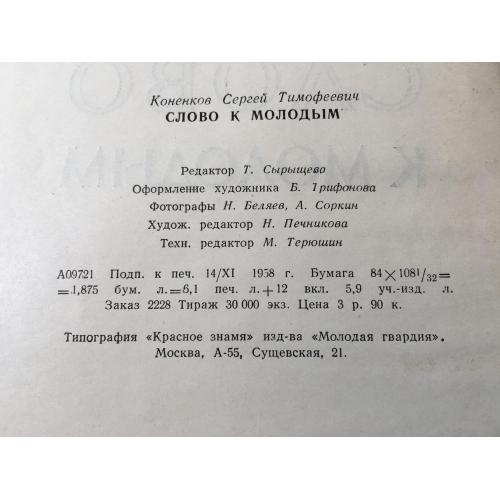 Коненков Сергей Тимофеевич
СЛОВО К МОЛОДЫМ
Редактор Т. Сырыщева
Оформление художника Б. Трифонова
Фотографы Н. Беляев, А. Соркин
Худож. редактор Н. Печникова
Техн. редактор М. Терюшин
А09721 Подп. к печ. 14/XI 1958 г. Бумага 84×108¹/₃₂=
=1,875 бум. л.=6,1 печ. л.+12 вкл. 5,9 уч.-изд. л.
Заказ 2228 Тираж 30 000 экз. Цена 3 р. 90 к.
Типография «Красное знамя» изд-ва «Молодая гвардия».
Москва, А-55, Сущевская, 21.